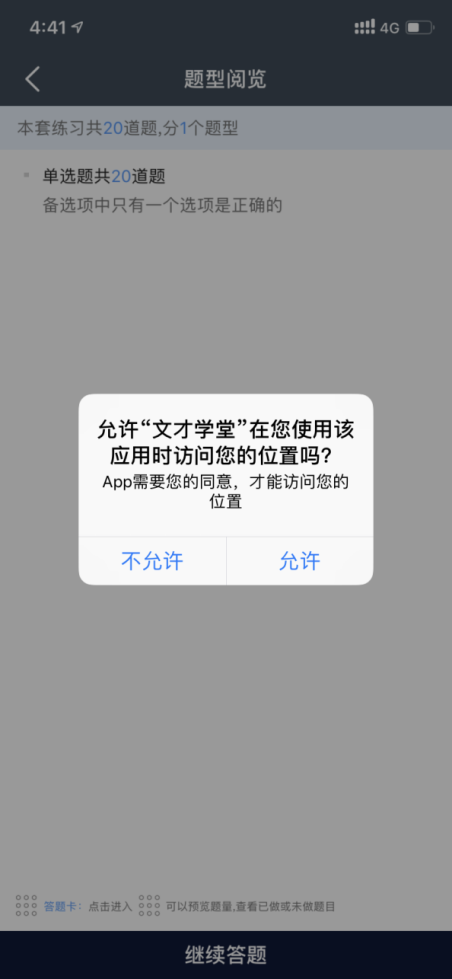 4:41
4G
题型阅览
本套练习共20道题,分1个题型
单选题共20道题
备选项中只有一个选项是正确的
允许“文才学堂”在您使用该
应用时访问您的位置吗?
App需要您的同意，才能访问您的
位置
不允许
允许
答题卡: 点击进入 可以预览题量,查看已做或未做题目
继续答题